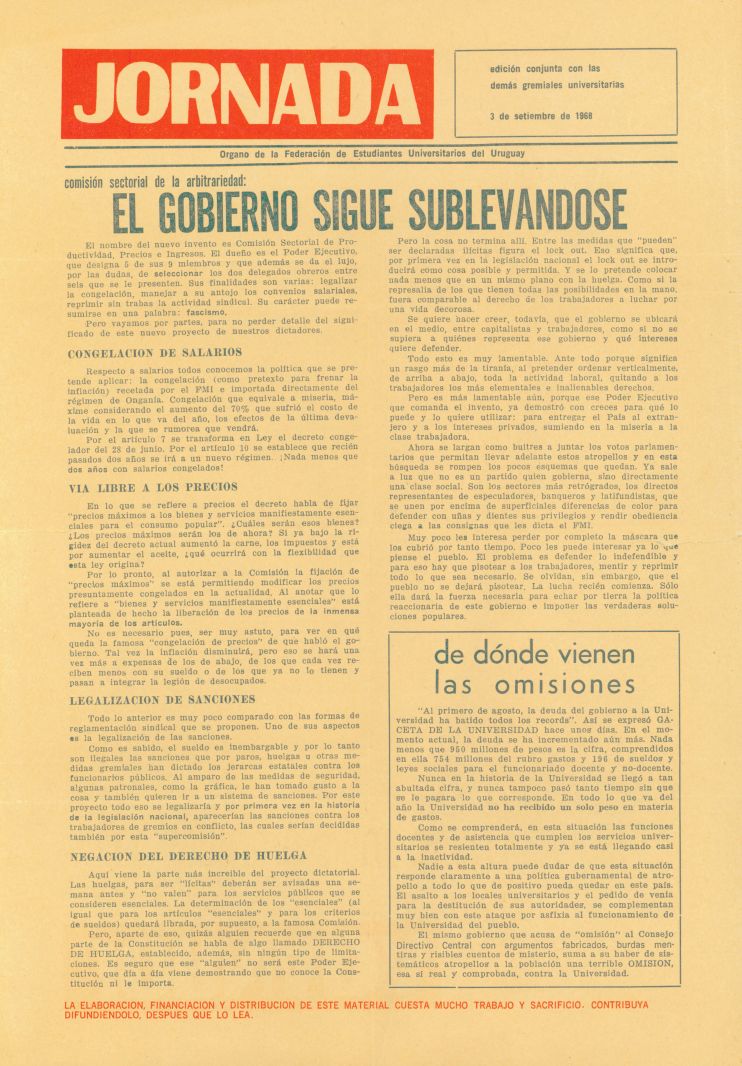 JORNADA
edición conjunta con las
demás gremiales universitarias
3 de setiembre de 1968
Organo de la Federación de Estudiantes Universitarios del Uruguay
comisión sectorial de la arbitrariedad:
EL GOBIERNO SIGUE SUBLEVANDOSE
El nombre del nuevo invento es Comisión Sectorial de Pro-
ductividad, Precios e Ingresos. El dueño es el Poder Ejecutivo,
que designa 5 de sus 9 miembros y que además se da el lujo,
por las dudas, de seleccionar los dos delegados obreros entre
seis que se le presenten. Sus finalidades son varias: legalizar
la congelación, manejar a su antojo los convenios salariales,
reprimir sin trabas la actividad sindical. Su carácter puede re-
sumirse en una palabra: fascismo.
Pero vayamos por partes, para no perder detalle del signi-
ficado de este nuevo proyecto de nuestros dictadores.
CONGELACION DE SALARIOS
Respecto a salarios todos conocemos la política que se pre-
tende aplicar: la congelación (como pretexto para frenar la
inflación) recetada por el FMI e importada directamente del
régimen de Onganía. Congelación que equivale a miseria, má-
xime considerando el aumento del 70% que sufrió el costo de
la vida en lo que va del año, los efectos de la última deva-
luación y la que se rumorea que vendrá.
Por el artículo 7 se transforma en Ley el decreto conge-
lador del 28 de junio. Por el artículo 10 se establece que recién
pasados dos años se irá a un nuevo régimen. ¡Nada menos que
dos años con salarios congelados!
VIA LIBRE A LOS PRECIOS
En lo que se refiere a precios el decreto habla de fijar
"precios máximos a los bienes y servicios manifiestamente esen-
ciales para el consumo popular". ¿Cuáles serán esos bienes?
¿Los precios máximos serán los de ahora? Si ya bajo la ri-
gidez del decreto actual aumentó la carne, los impuestos y está
por aumentar el aceite, ¿qué ocurrirá con la flexibilidad que
esta ley origina?
Por lo pronto, al autorizar a la Comisión la fijación de
"precios máximos" se está permitiendo modificar los precios
presuntamente congelados en la actualidad. Al anotar que lo
refiere a "bienes y servicios manifiestamente esenciales" está
planteada de hecho la liberación de los precios de la inmensa
mayoría de los artículos.
No es necesario pues, ser muy astuto, para ver en qué
queda la famosa "congelación de precios" de que habló el go-
bierno. Tal vez la inflación disminuirá, pero eso se hará una
vez más a expensas de los de abajo, de los que cada vez re-
ciben menos con su sueldo o de los que ya no lo tienen y
pasan a integrar la legión de desocupados.
LEGALIZACION DE SANCIONES
Todo lo anterior es muy poco comparado con las formas de
reglamentación sindical que se proponen. Uno de sus aspectos
es la legalización de las sanciones.
Como es sabido, el sueldo es inembargable y por lo tanto
son ilegales las sanciones que por paros, huelgas u otras me-
didas gremiales han dictado los jerarcas estatales contra los
funcionarios públicos. Al amparo de las medidas de seguridad,
algunas patronales, como la gráfica, le han tomado gusto a la
cosa y también quieren ir a un sistema de sanciones. Por este
proyecto todo eso se legalizaría y por primera vez en la historia
de la legislación nacional, aparecerían las sanciones contra los
trabajadores de gremios en conflicto, las cuales serían decididas
también por esta "supercomisión".
NEGACION DEL DERECHO DE HUELGA
Aquí viene la parte más increíble del proyecto dictatorial.
Las huelgas, para ser "lícitas" deberán ser avisadas una se-
mana antes y "no valen" para los servicios públicos que se
consideren esenciales. La determinación de los "esenciales" (al
igual que para los artículos "esenciales" y para los criterios
de sueldos) quedará librada, por supuesto, a la famosa Comisión.
Pero, aparte de eso, quizás alguien recuerde que en alguna
parte de la Constitución se habla de algo llamado DERECHO
DE HUELGA, establecido, además, sin ningún tipo de limita-
ciones. Es seguro que ese "alguien" no será este Poder Eje-
cutivo, que día a día viene demostrando que no conoce la Cons-
titución ni le importa.
Pero la cosa no termina allí. Entre las medidas que "pueden"
ser declaradas ilícitas figura el lock out. Eso significa que,
por primera vez en la legislación nacional el lock out se intro-
ducirá como cosa posible y permitida. Y se lo pretende colocar
nada menos que en un mismo plano con la huelga. Como si la
represalia de los que tienen todas las posibilidades en la mano,
fuera comparable al derecho de los trabajadores a luchar por
una vida decorosa.
Se quiere hacer creer, todavía, que el gobierno se ubicará
en el medio, entre capitalistas y trabajadores, como si no se
supiera a quiénes representa ese gobierno y qué intereses
quiere defender.
Todo esto es muy lamentable. Ante todo porque significa
un rasgo más de la tiranía, al pretender ordenar verticalmente,
de arriba a abajo, toda la actividad laboral, quitando a los
trabajadores los más elementales e inalienables derechos.
Pero es más lamentable aún, porque ese Poder Ejecutivo
que comanda el invento, ya demostró con creces para qué lo
puede y lo quiere utilizar: para entregar el País al extran-
jero y a los intereses privados, sumiendo en la miseria a la
clase trabajadora.
Ahora se largan como buitres a juntar los votos parlamen-
tarios que permitan llevar adelante estos atropellos y en esta
búsqueda se rompen los pocos esquemas que quedan. Ya sale
a luz que no es un partido quien gobierna, sino directamente
una clase social. Son los sectores más retrógrados, los directos
representantes de especuladores, banqueros y latifundistas, que
se unen por encima de superficiales diferencias de color para
defender con uñas y dientes sus privilegios y rendir obediencia
ciega a las consignas que les dicta el FMI.
Muy poco les interesa perder por completo la máscara que
los cubrió por tanto tiempo. Poco les puede interesar ya lo que
piense el pueblo. El problema es defender lo indefendible y
para eso hay que pisotear a los trabajadores, mentir y reprimir
todo lo que sea necesario. Se olvidan, sin embargo, que el
pueblo no se dejará pisotear. La lucha recién comienza. Sólo
ella dará la fuerza necesaria para echar por tierra la política
reaccionaria de este gobierno e imponer las verdaderas solu-
ciones populares.
de dónde vienen
las omisiones
"Al primero de agosto, la deuda del gobierno a la Uni-
versidad ha batido todos los records". Así se expresó GA-
CETA DE LA UNIVERSIDAD hace unos días. En el mo-
mento actual, la deuda se ha incrementado aún más. Nada
menos que 950 millones de pesos es la cifra, comprendidos
en ella 754 millones del rubro gastos y 196 de sueldos y
leyes sociales para el funcionariado docente y no-docente.
Nunca en la historia de la Universidad se llegó a tan
abultada cifra, y nunca tampoco pasó tanto tiempo sin que
se le pagara lo que corresponde. En todo lo que va del
año la Universidad no ha recibido un solo peso en materia
de gastos.
Como se comprenderá, en esta situación las funciones
docentes y de asistencia que cumplen los servicios univer-
sitarios se resienten totalmente y ya se está llegando casi
a la inactividad.
Nadie a esta altura puede dudar de que esta situación
responde claramente a una política gubernamental de atro-
pello a todo lo que de positivo pueda quedar en este país.
El asalto a los locales universitarios y el pedido de venia
para la destitución de sus autoridades, se complementan
muy bien con este ataque por asfixia al funcionamiento de
la Universidad del pueblo.
El mismo gobierno que acusa de "omisión" al Consejo
Directivo Central con argumentos fabricados, burdas men-
tiras y risibles cuentos de misterio, suma a su haber de sis-
temáticos atropellos a la población una terrible OMISION,
esa sí real y comprobada, contra la Universidad.
LA ELABORACION, FINANCIACION Y DISTRIBUCION DE ESTE MATERIAL CUESTA MUCHO TRABAJO Y SACRIFICIO. CONTRIBUYA
DIFUNDIENDOLO, DESPUES QUE LO LEA.